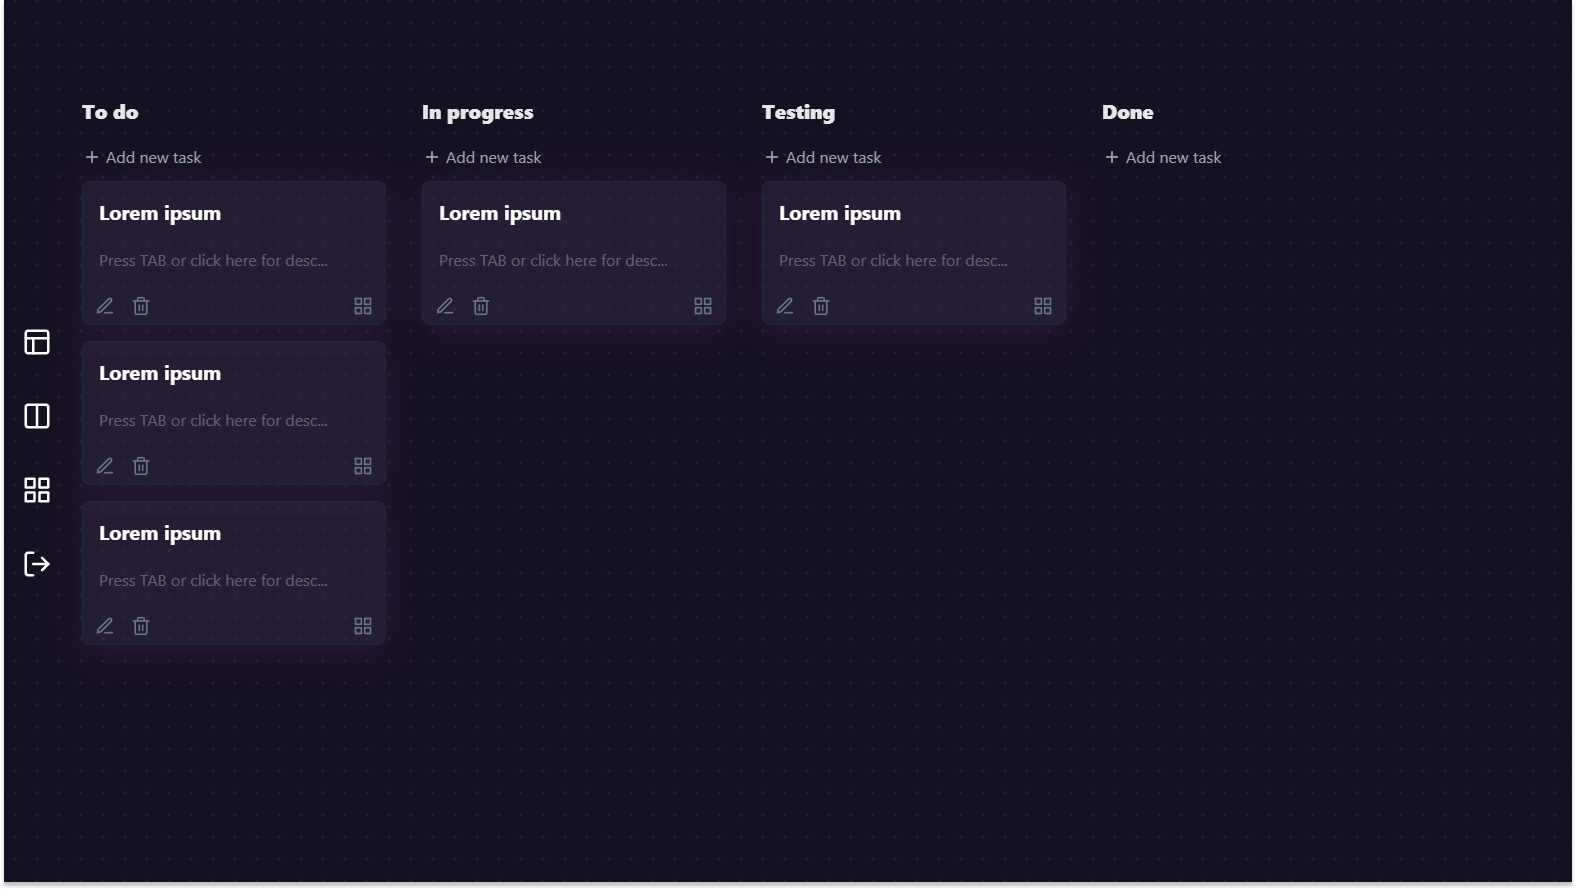 To do
+ Add new task
Lorem ipsum
Press TAB or click here for desc...
Lorem ipsum
Press TAB or click here for desc...
Lorem ipsum
Press TAB or click here for desc...
In progress
+ Add new task
Lorem ipsum
Press TAB or click here for desc...
Testing
+ Add new task
Lorem ipsum
Press TAB or click here for desc...
Done
+ Add new task